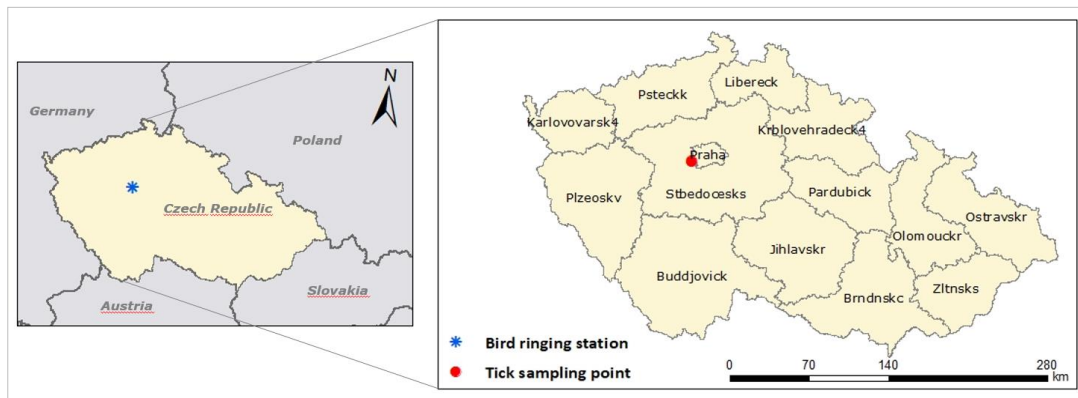 Germany
N
Poland
Czech Republic
Slovakia
Austria
Libereck
Psteckk
Karlovovarsk4
Krblovehradeck4
Praha
Plzeoskv
Stbedocesks
Pardubick
Ostravskr
Olomouckr
Jihlavskr
Buddjovick
Brndnskc
Zltnsks
Bird ringing station
Tick sampling point
0 70 140 280
km